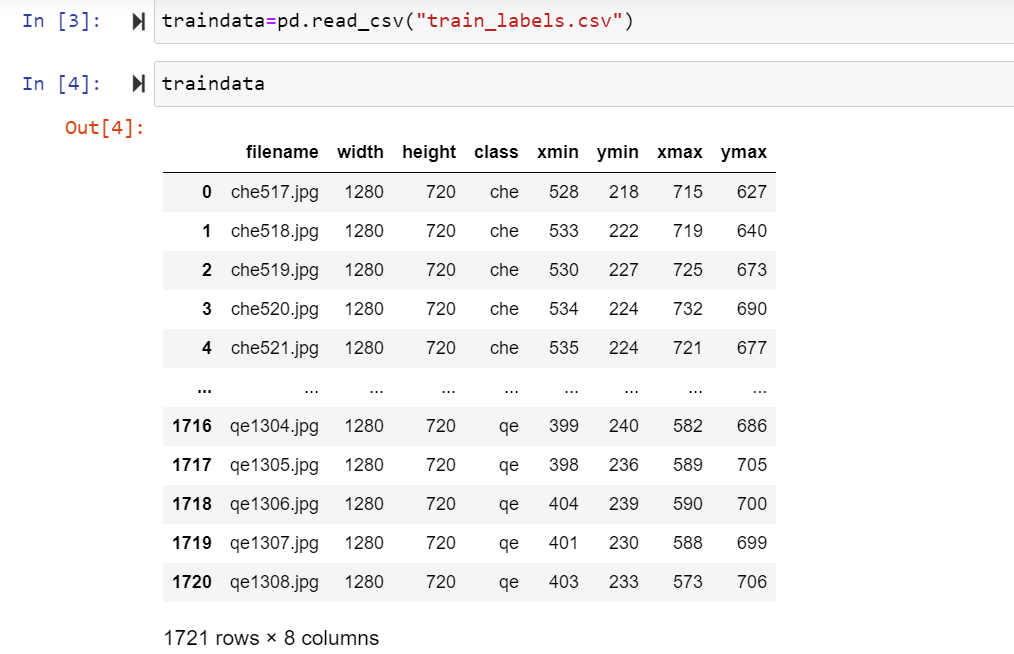 In [3]: traindata=pd.read_csv("train_labels.csv")
In [4]: traindata
Out[4]:
filename width height class xmin ymin xmax ymax
0 che517.jpg 1280 720 che 528 218 715 627
1 che518.jpg 1280 720 che 533 222 719 640
2 che519.jpg 1280 720 che 530 227 725 673
3 che520.jpg 1280 720 che 534 224 732 690
4 che521.jpg 1280 720 che 535 224 721 677
... ... ... ... ... ... ... ... ...
1716 qe1304.jpg 1280 720 qe 399 240 582 686
1717 qe1305.jpg 1280 720 qe 398 236 589 705
1718 qe1306.jpg 1280 720 qe 404 239 590 700
1719 qe1307.jpg 1280 720 qe 401 230 588 699
1720 qe1308.jpg 1280 720 qe 403 233 573 706
1721 rows × 8 columns